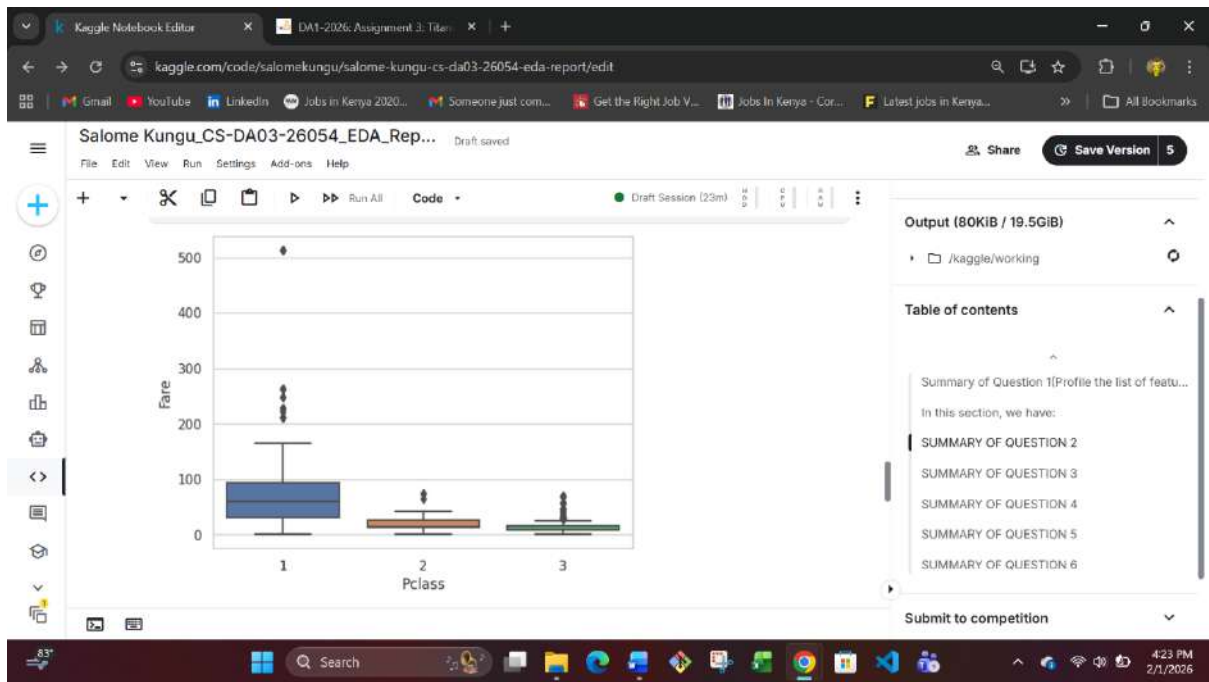 Kaggle Notebook Editor
DA1-2026: Assignment 3: Titan
kaggle.com/code/salomekungu/salome-kungu-cs-da03-26054-eda-report/edit
Gmail YouTube LinkedIn Jobs in Kenya 2020... Someone just com... Get the Right Job V... Jobs In Kenya - Cor... Latest jobs in Kenya... » All Bookmarks
Salome Kungu_CS-DA03-26054_EDA_Rep... Draft saved
File Edit View Run Settings Add-ons Help
Share
Save Version 5
Run All Code
Draft Session (23m)
Output (80KiB / 19.5GiB)
/kaggle/working
Table of contents
Summary of Question 1(Profile the list of featu...
In this section, we have:
SUMMARY OF QUESTION 2
SUMMARY OF QUESTION 3
SUMMARY OF QUESTION 4
SUMMARY OF QUESTION 5
SUMMARY OF QUESTION 6
Submit to competition
500
400
300
200
100
0
Fare
1 2 3
Pclass
83°
Search
4:23 PM
2/1/2026